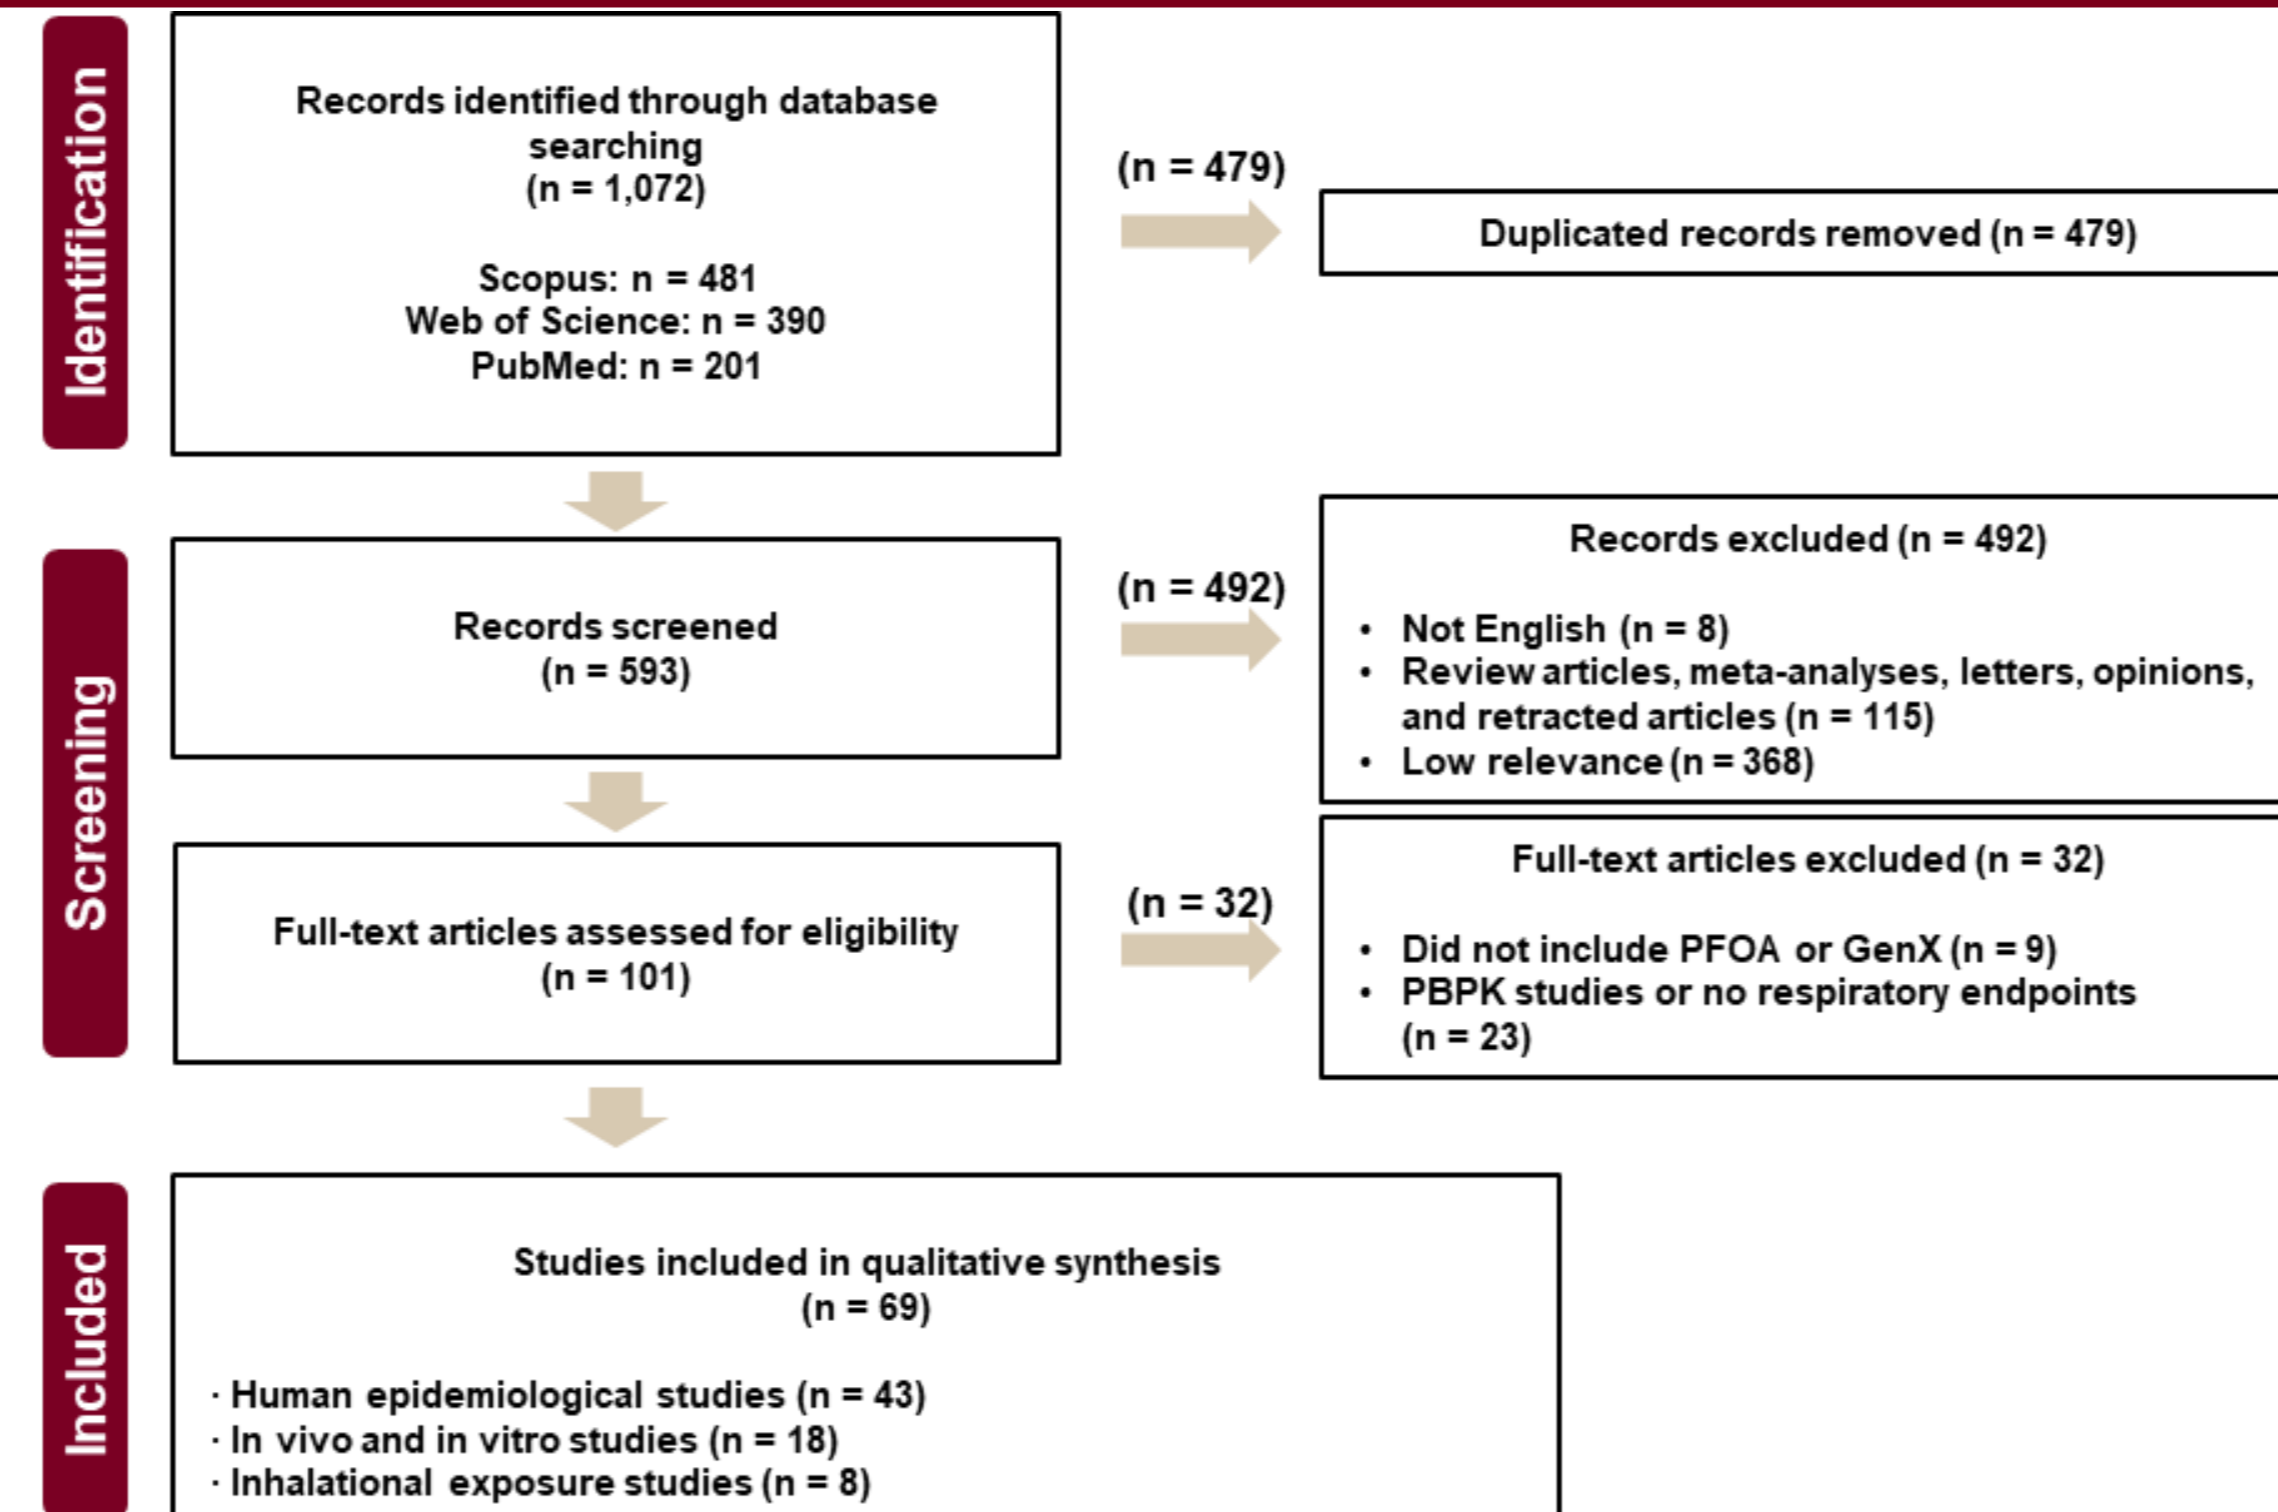 Identification
Records identified through database
searching
(n = 1,072)
Scopus: n = 481
Web of Science: n = 390
PubMed: n = 201
(n = 479)
Duplicated records removed (n = 479)
Screening
Records screened
(n = 593)
(n = 492)
Records excluded (n = 492)
• Not English (n = 8)
• Review articles, meta-analyses, letters, opinions,
and retracted articles (n = 115)
• Low relevance (n = 368)
Full-text articles assessed for eligibility
(n = 101)
(n = 32)
Full-text articles excluded (n = 32)
• Did not include PFOA or GenX (n = 9)
• PBPK studies or no respiratory endpoints
(n = 23)
Included
Studies included in qualitative synthesis
(n = 69)
· Human epidemiological studies (n = 43)
· In vivo and in vitro studies (n = 18)
· Inhalational exposure studies (n = 8)